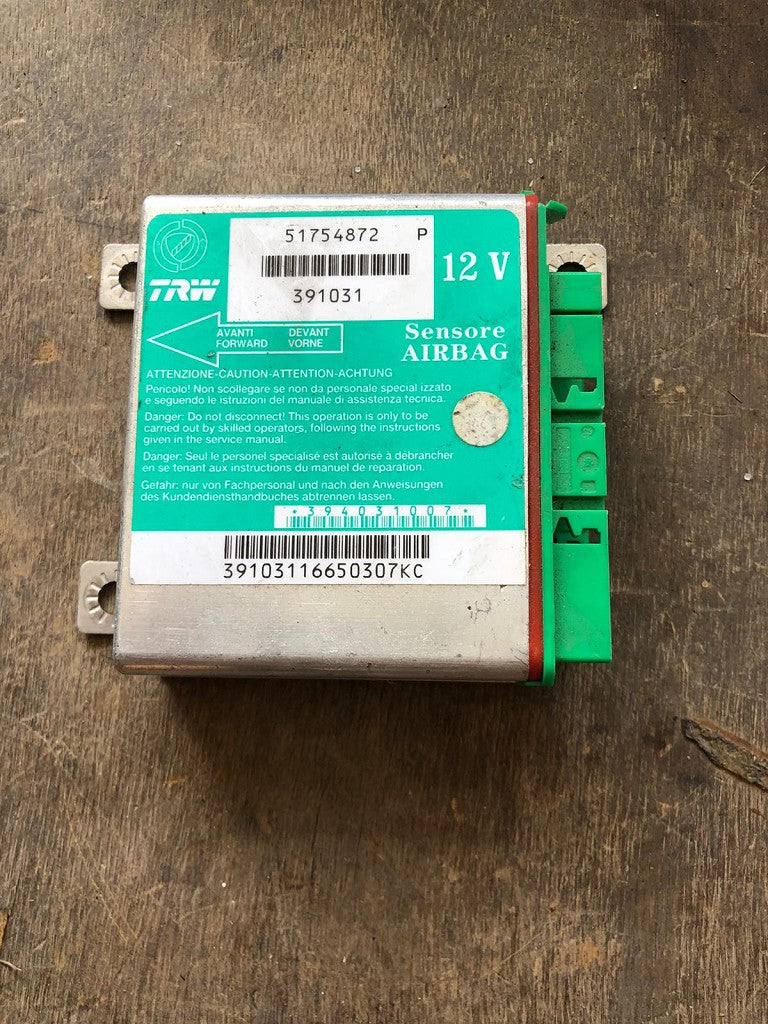 51754872 P
391031
TRW
12 V
AVANTI DEVANT
FORWARD VORNE
Sensore
AIRBAG
ATTENZIONE-CAUTION-ATTENTION-ACHTUNG
Pericolo! Non scollegare se non da personale special izzato
e seguendo le istruzioni del manuale di assistenza tecnica.
Danger: Do not disconnect! This operation is only to be
carried out by skilled operators, following the instructions
given in the service manual.
Danger: Seul le personel specialisé est autorise à débrancher
en se tenant aux instructions du manuel de reparation.
Gefahr: nur von Fachpersonal und nach den Anweisungen
des Kundendiensthandbuches abtrennen lassen.
*394031007*
39103116650307KC